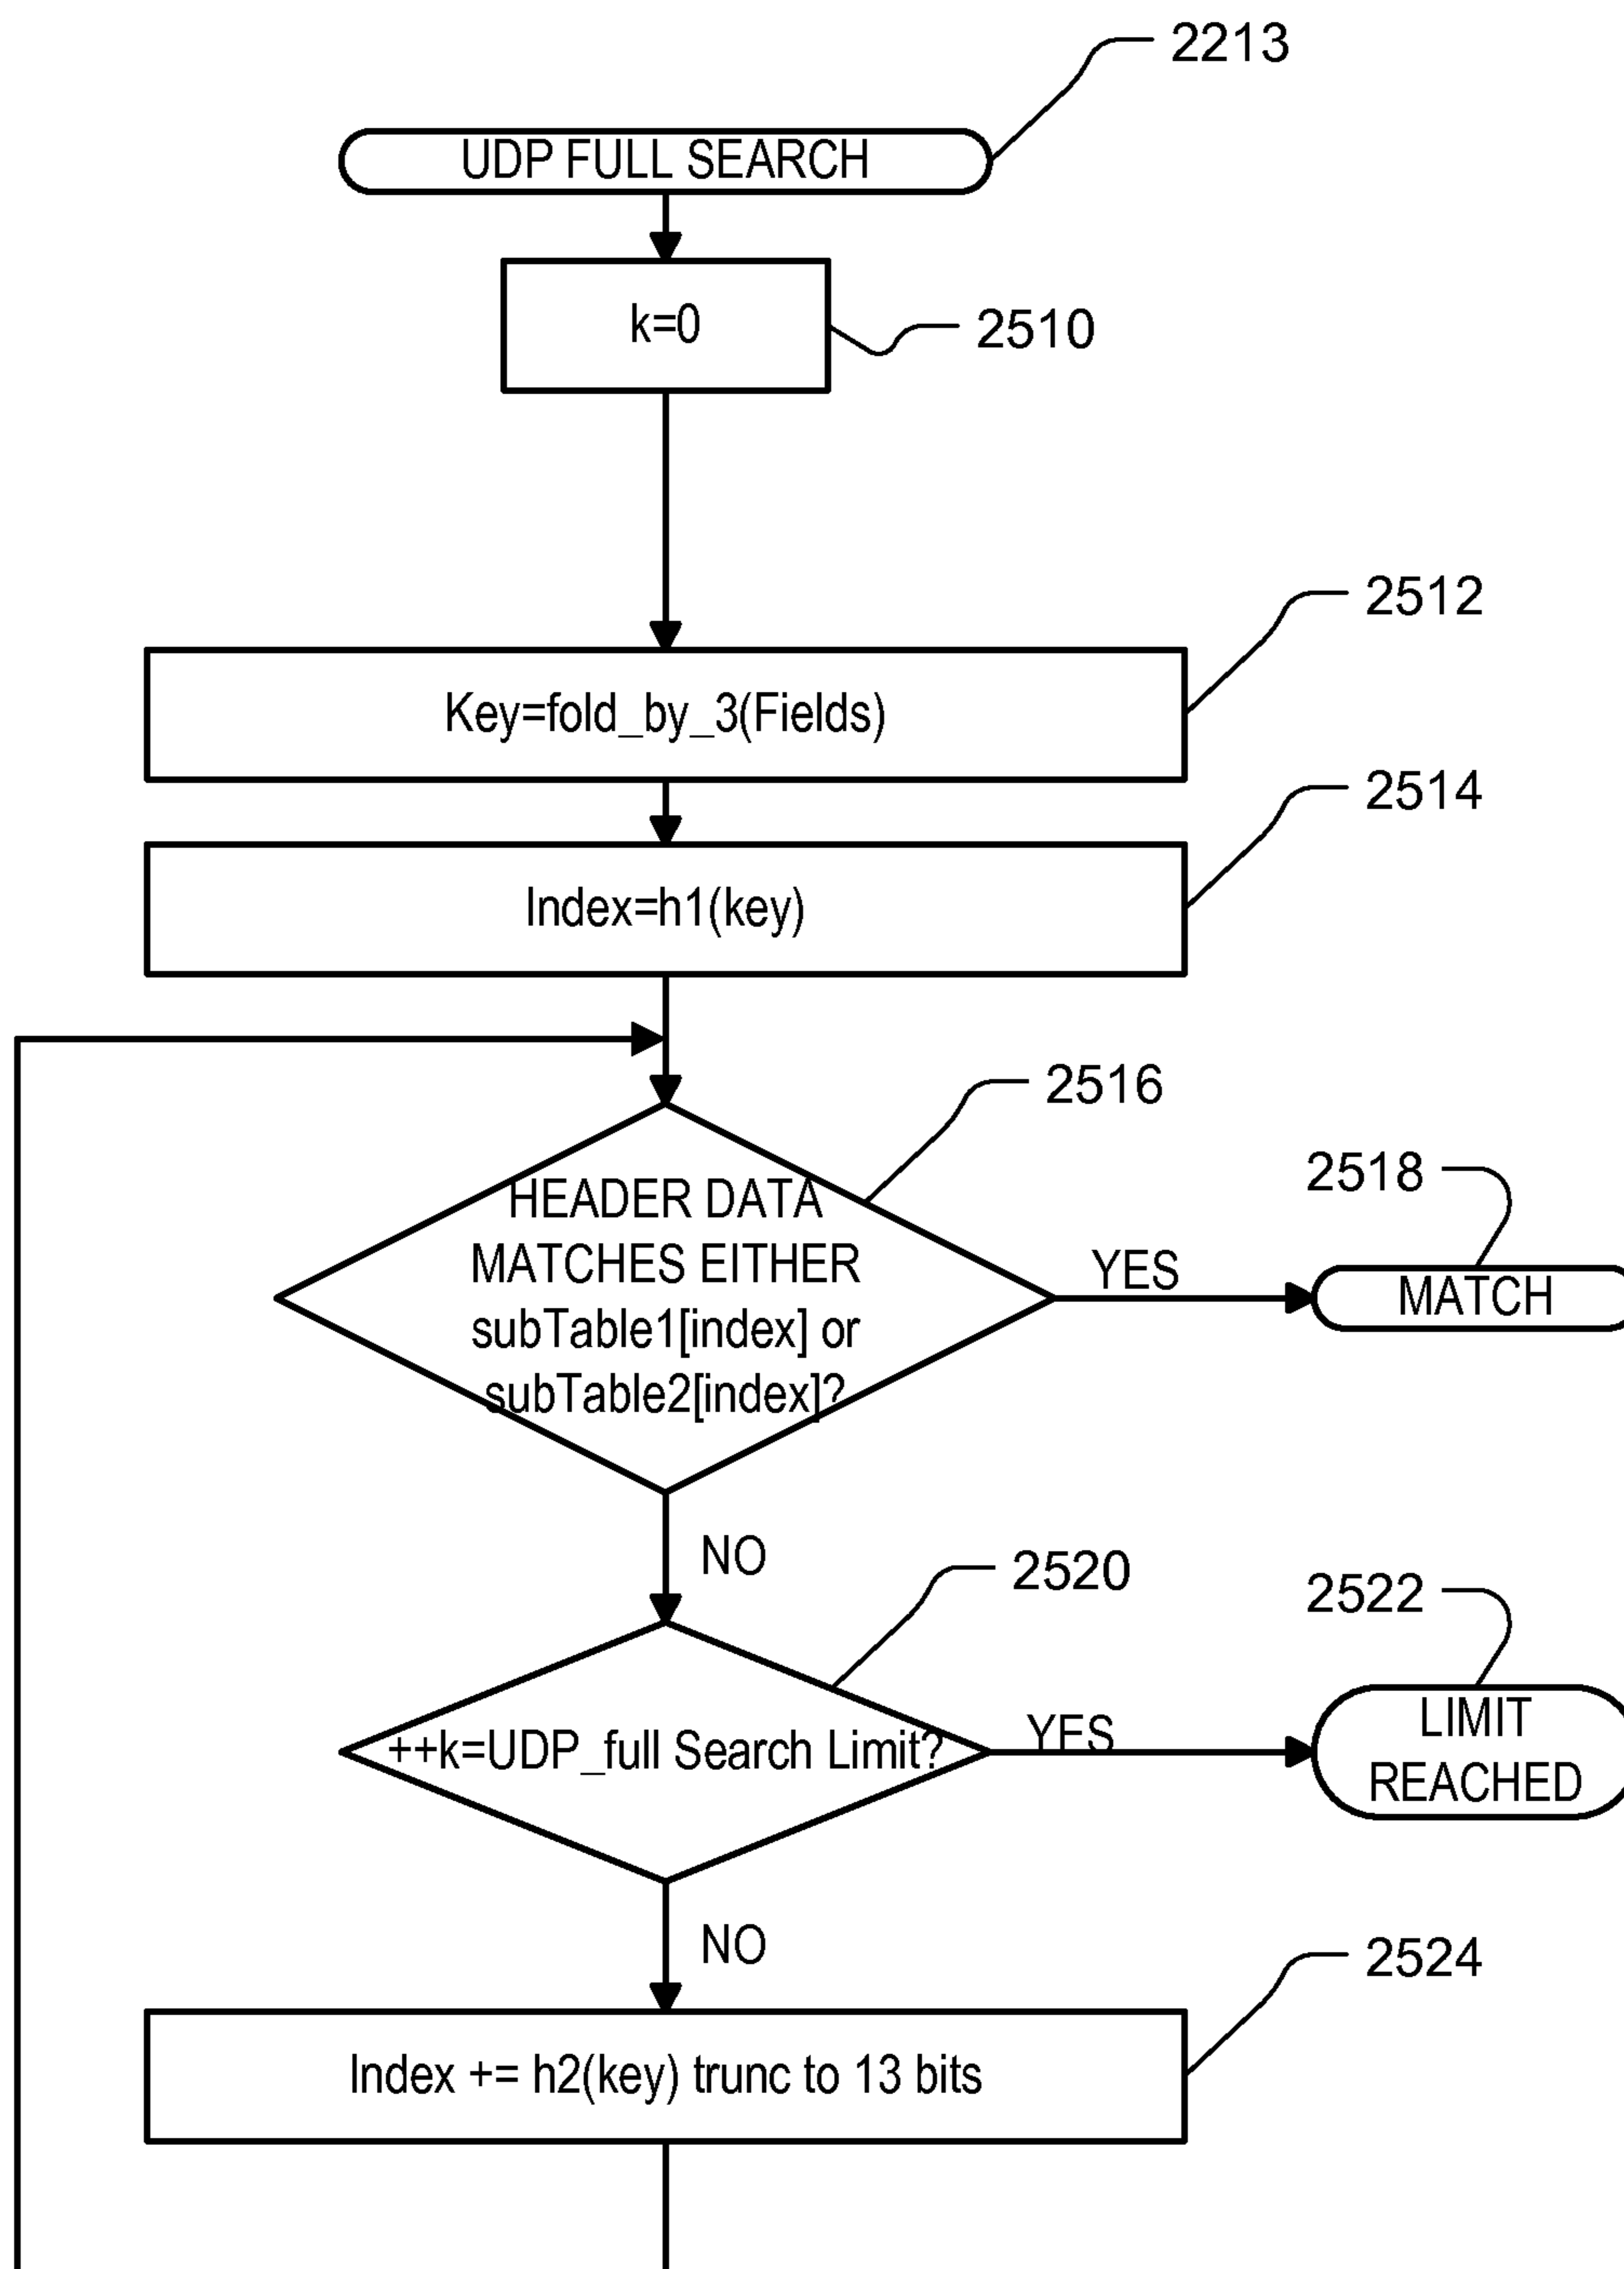 2213
UDP FULL SEARCH
k=0
2510
2512
Key=fold_by_3(Fields)
2514
Index=h1(key)
2516
HEADER DATA
MATCHES EITHER
subTable1[index] or
subTable2[index]?
YES
2518
MATCH
NO
2520
++k=UDP_full Search Limit?
YES
2522
LIMIT
REACHED
NO
2524
Index += h2(key) trunc to 13 bits